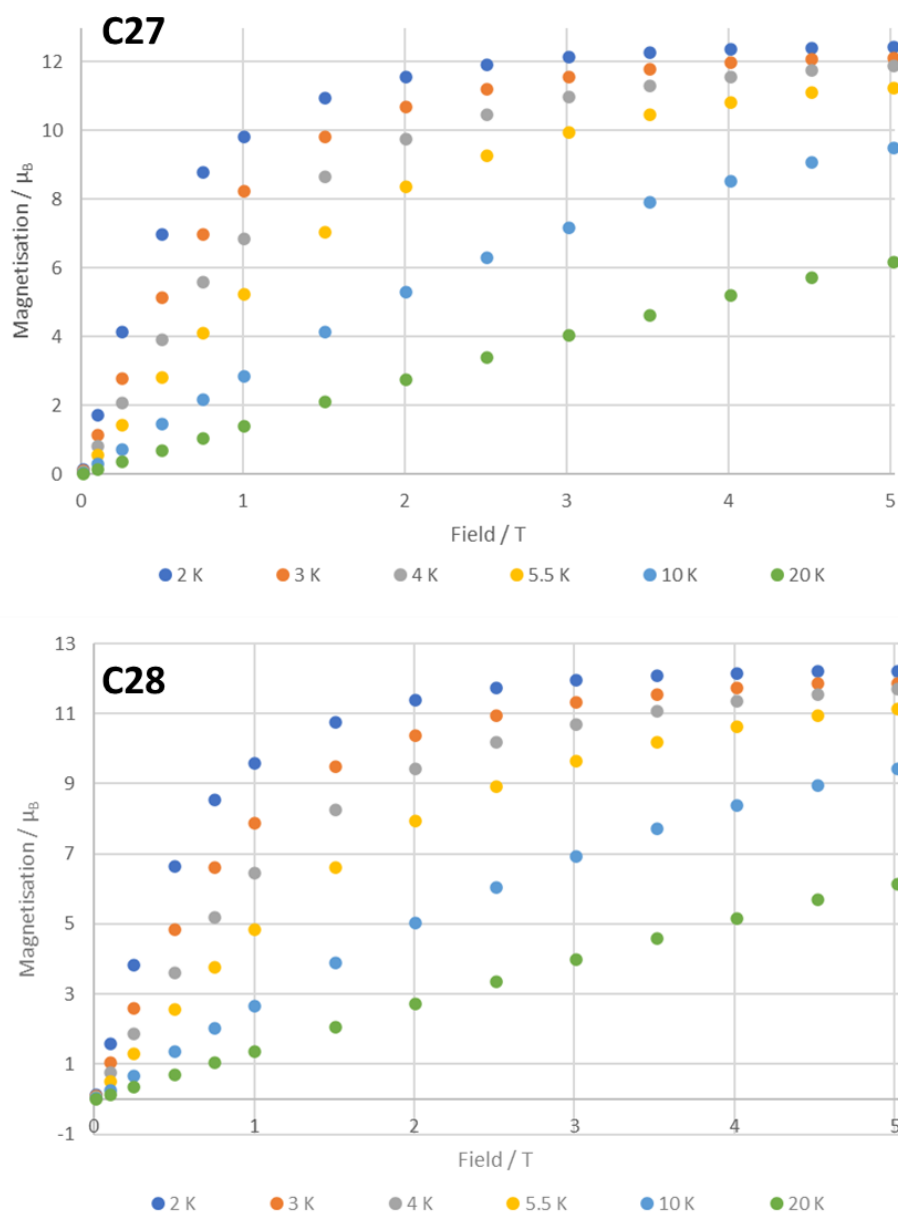 C27
12
10
8
6
4
2
0
Magnetisation / μB
0 1 2 3 4 5
Field / T
2 K 3 K 4 K 5.5 K 10 K 20 K
13
C28
11
9
7
5
3
1
-1
Magnetisation / μB
0 1 2 3 4 5
Field / T
2 K 3 K 4 K 5.5 K 10 K 20 K